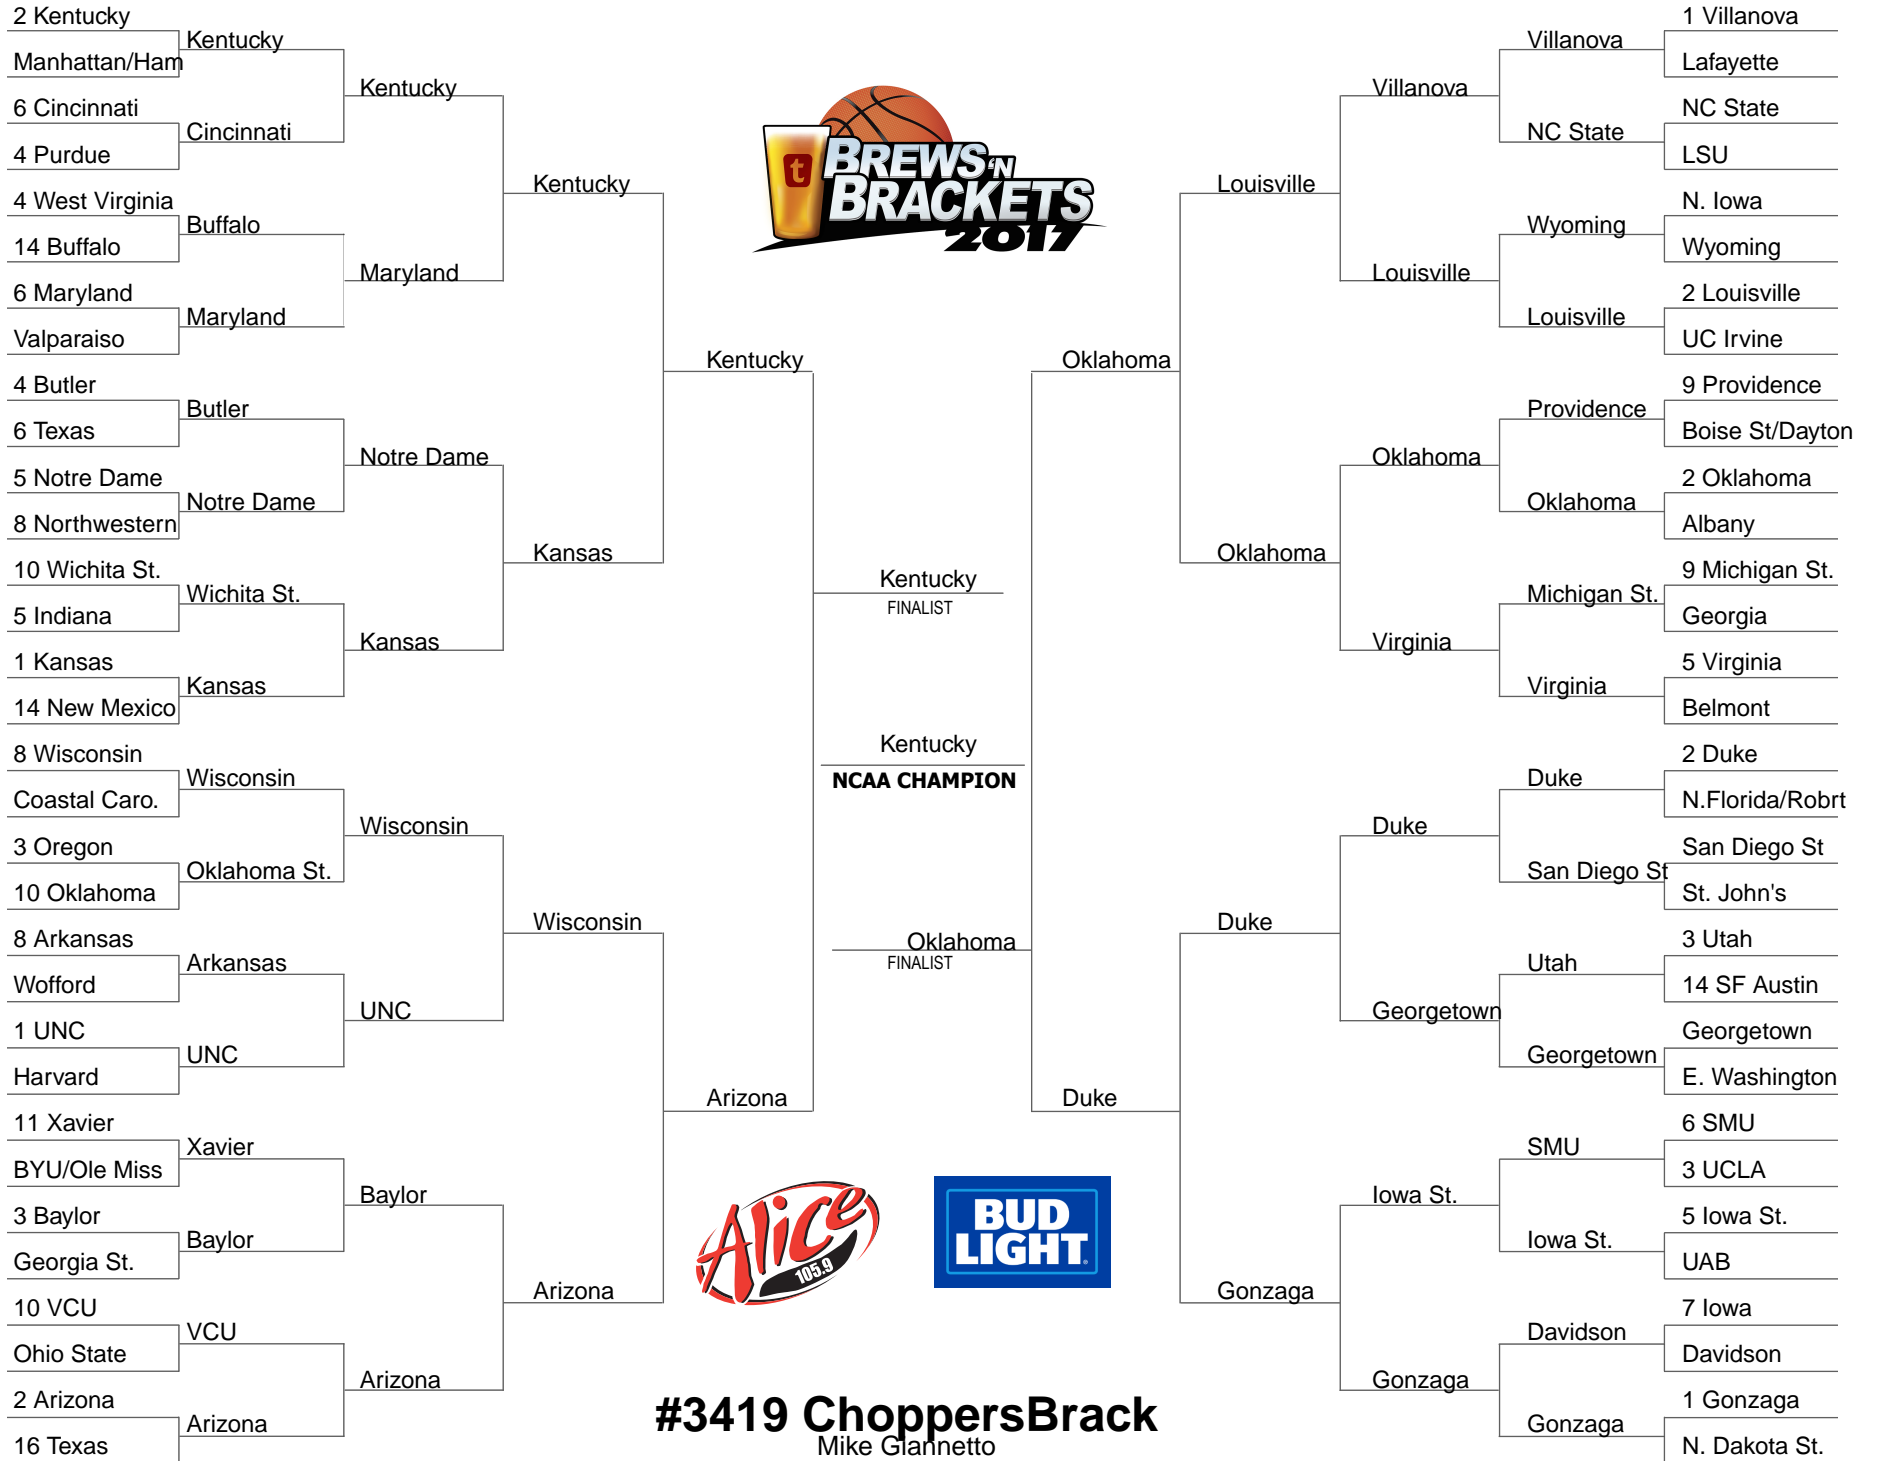 2 Kentucky
Manhattan/Ham
6 Cincinnati
4 Purdue
4 West Virginia
14 Buffalo
6 Maryland
Valparaiso
4 Butler
6 Texas
5 Notre Dame
8 Northwestern
10 Wichita St.
5 Indiana
1 Kansas
14 New Mexico
8 Wisconsin
Coastal Caro.
3 Oregon
10 Oklahoma
8 Arkansas
Wofford
1 UNC
Harvard
11 Xavier
BYU/Ole Miss
3 Baylor
Georgia St.
10 VCU
Ohio State
2 Arizona
16 Texas
Kentucky
Cincinnati
Buffalo
Maryland
Butler
Notre Dame
Wichita St.
Kansas
Wisconsin
Oklahoma St.
Arkansas
UNC
Xavier
Baylor
VCU
Arizona
Kentucky
Maryland
Notre Dame
Kansas
Wisconsin
UNC
Baylor
Arizona
Kentucky
Kansas
Wisconsin
Arizona
Kentucky
Arizona
t
BREWS 'N
BRACKETS
2017
Kentucky
FINALIST
Kentucky
NCAA CHAMPION
Oklahoma
FINALIST
Alice
105.9
BUD
LIGHT
#3419 ChoppersBrack
Mike Giannetto
Oklahoma
Duke
Louisville
Oklahoma
Duke
Gonzaga
Villanova
Louisville
Oklahoma
Virginia
Duke
Georgetown
Iowa St.
Gonzaga
Villanova
NC State
Wyoming
Louisville
Providence
Oklahoma
Michigan St.
Virginia
Duke
San Diego St
Utah
Georgetown
SMU
Iowa St.
Davidson
Gonzaga
1 Villanova
Lafayette
NC State
LSU
N. Iowa
Wyoming
2 Louisville
UC Irvine
9 Providence
Boise St/Dayton
2 Oklahoma
Albany
9 Michigan St.
Georgia
5 Virginia
Belmont
2 Duke
N.Florida/Robrt
San Diego St
St. John's
3 Utah
14 SF Austin
Georgetown
E. Washington
6 SMU
3 UCLA
5 Iowa St.
UAB
7 Iowa
Davidson
1 Gonzaga
N. Dakota St.